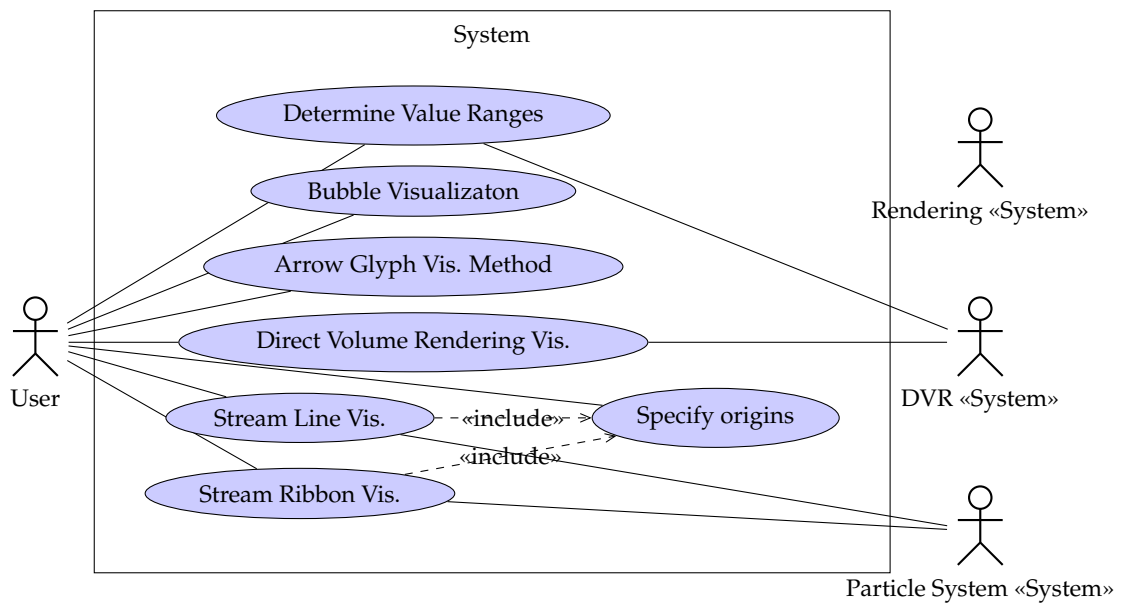 System
Determine Value Ranges
Bubble Visualizaton
Rendering «System»
Arrow Glyph Vis. Method
Direct Volume Rendering Vis.
User
DVR «System»
Stream Line Vis.
«include»
Specify origins
«include»
Stream Ribbon Vis.
Particle System «System»